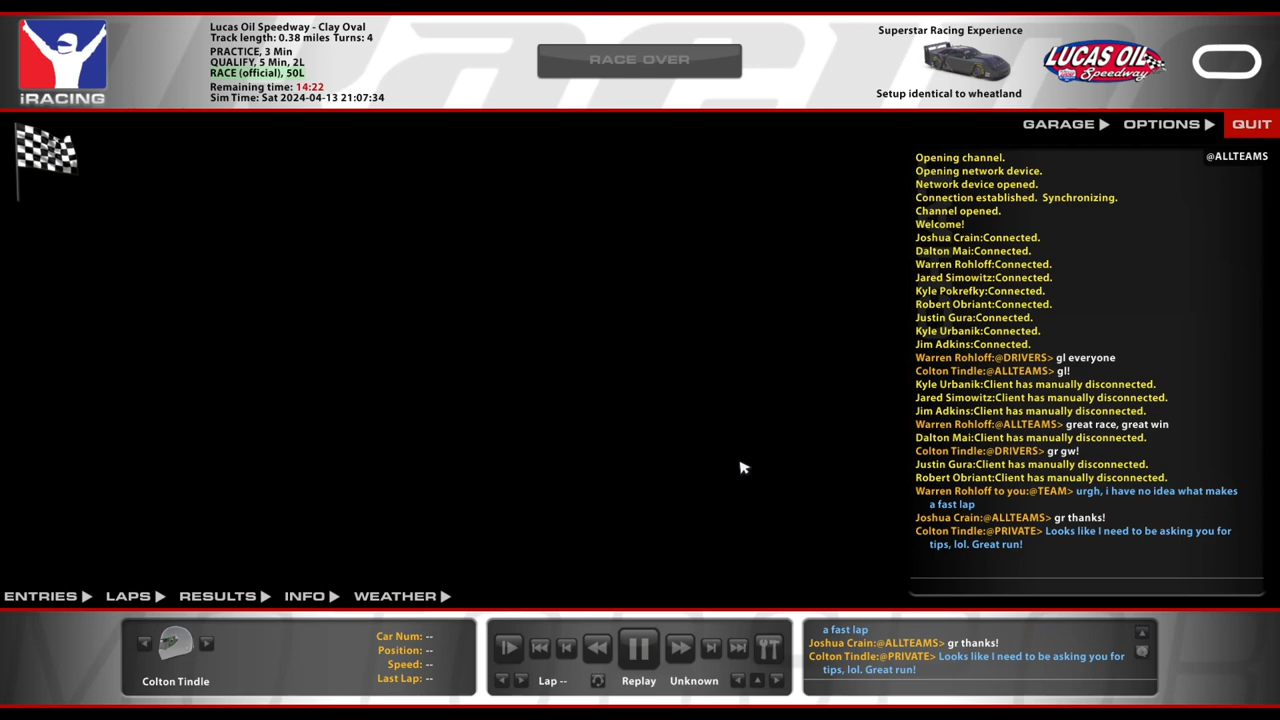 Lucas Oil Speedway - Clay Oval
Track length: 0.38 miles Turns: 4
PRACTICE, 3 Min
QUALIFY, 5 Min, 2L
RACE (official), 50L
Remaining time: 14:22
Sim Time: Sat 2024-04-13 21:07:34
iRACING
RACE OVER
Superstar Racing Experience
Setup identical to wheatland
LUCAS OIL
Speedway
GARAGE
OPTIONS
QUIT
@ALLTEAMS
Opening channel.
Opening network device.
Network device opened.
Connection established. Synchronizing.
Channel opened.
Welcome!
Joshua Crain:Connected.
Dalton Mai:Connected.
Warren Rohloff:Connected.
Jared Simowitz:Connected.
Kyle Pokrefky:Connected.
Robert Obriant:Connected.
Justin Gura:Connected.
Kyle Urbanik:Connected.
Jim Adkins:Connected.
Warren Rohloff:@DRIVERS> gl everyone
Colton Tindle:@ALLTEAMS> gl!
Kyle Urbanik:Client has manually disconnected.
Jared Simowitz:Client has manually disconnected.
Jim Adkins:Client has manually disconnected.
Warren Rohloff:@ALLTEAMS> great race, great win
Dalton Mai:Client has manually disconnected.
Colton Tindle:@DRIVERS> gr gw!
Justin Gura:Client has manually disconnected.
Robert Obriant:Client has manually disconnected.
Warren Rohloff to you:@TEAM> urgh, i have no idea what makes
a fast lap
Joshua Crain:@ALLTEAMS> gr thanks!
Colton Tindle:@PRIVATE> Looks like I need to be asking you for
tips, lol. Great run!
ENTRIES
LAPS
RESULTS
INFO
WEATHER
Colton Tindle
Car Num: --
Position: --
Speed: --
Last Lap: --
Lap --
Replay
Unknown
a fast lap
Joshua Crain:@ALLTEAMS> gr thanks!
Colton Tindle:@PRIVATE> Looks like I need to be asking you for
tips, lol. Great run!